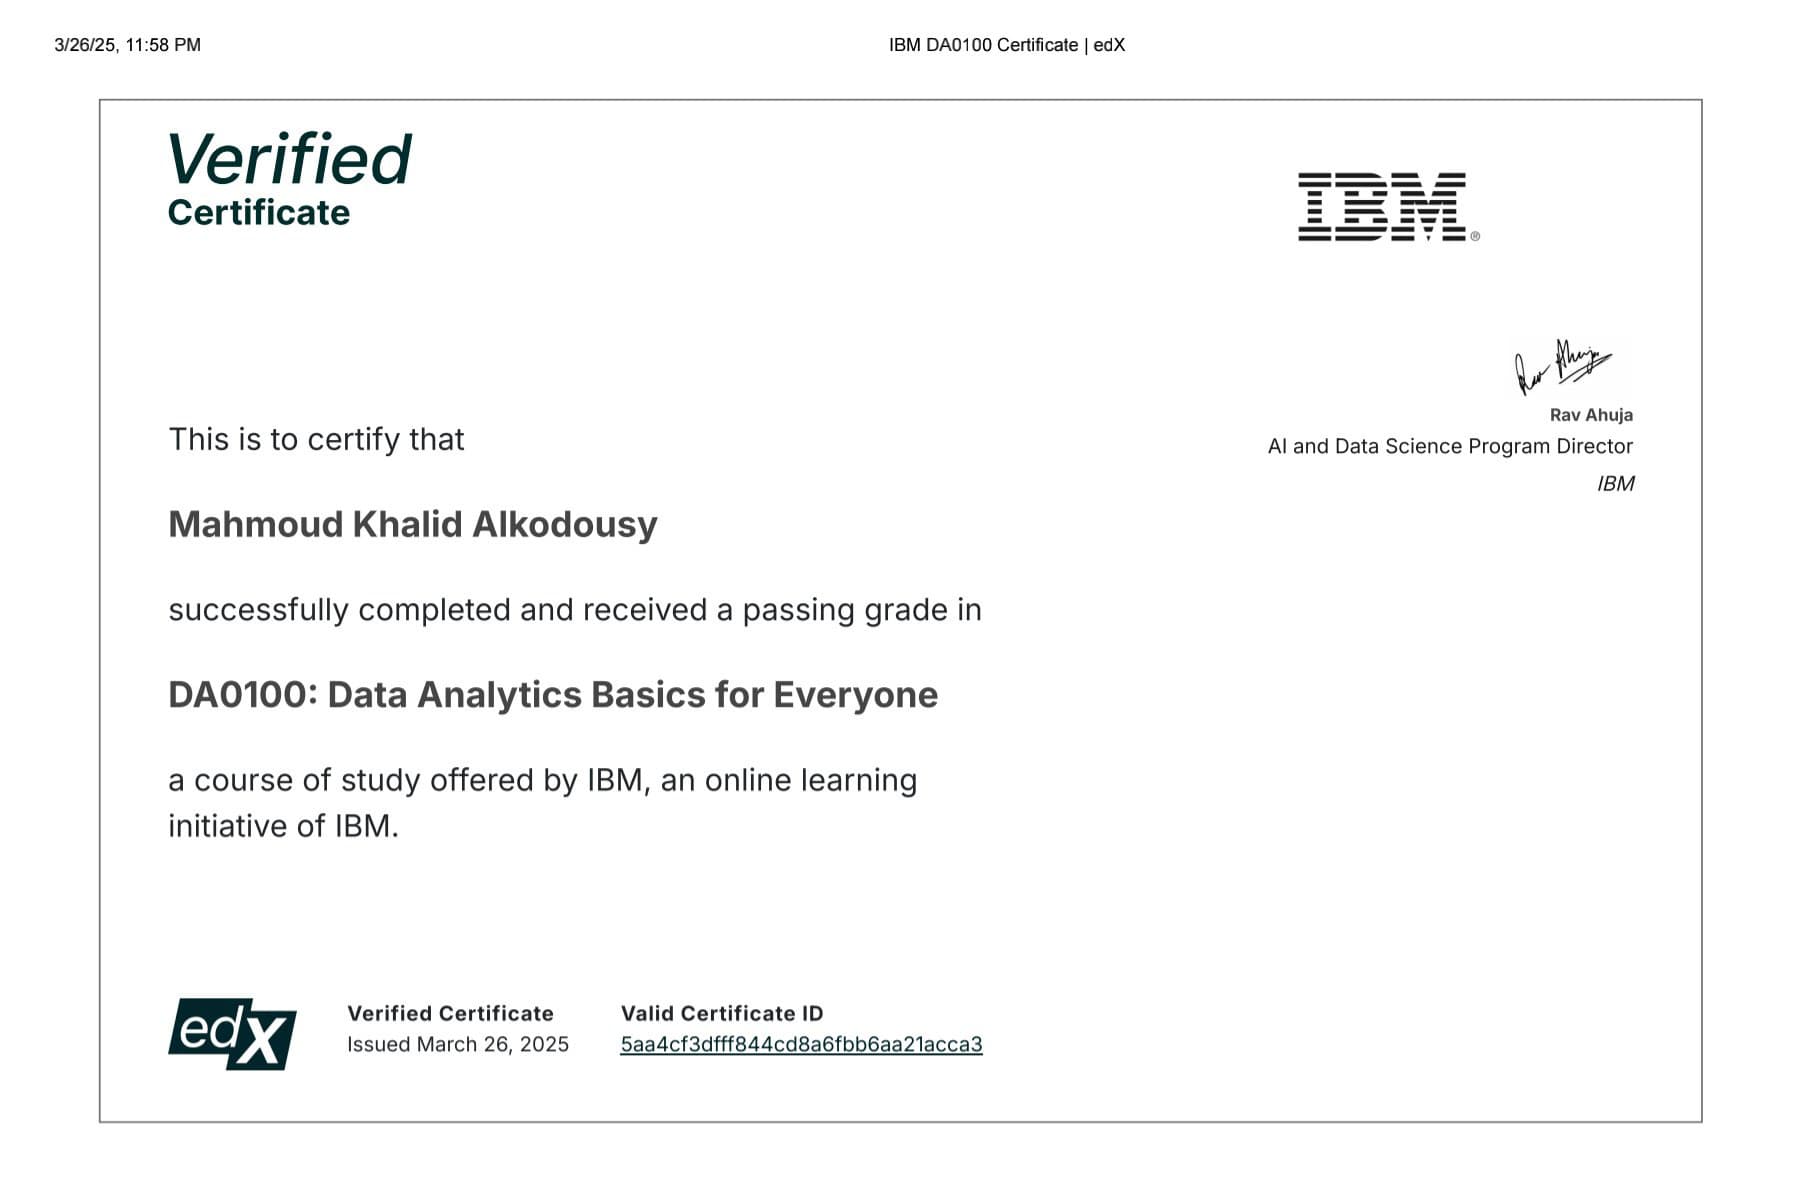 3/26/25, 11:58 PM
IBM DA0100 Certificate | edX
Verified
Certificate
IBM®
Rav Ahuja
Rav Ahuja
AI and Data Science Program Director
IBM
This is to certify that
Mahmoud Khalid Alkodousy
successfully completed and received a passing grade in
DA0100: Data Analytics Basics for Everyone
a course of study offered by IBM, an online learning
initiative of IBM.
edX
Verified Certificate
Issued March 26, 2025
Valid Certificate ID
5aa4cf3dfff844cd8a6fbb6aa21acca3